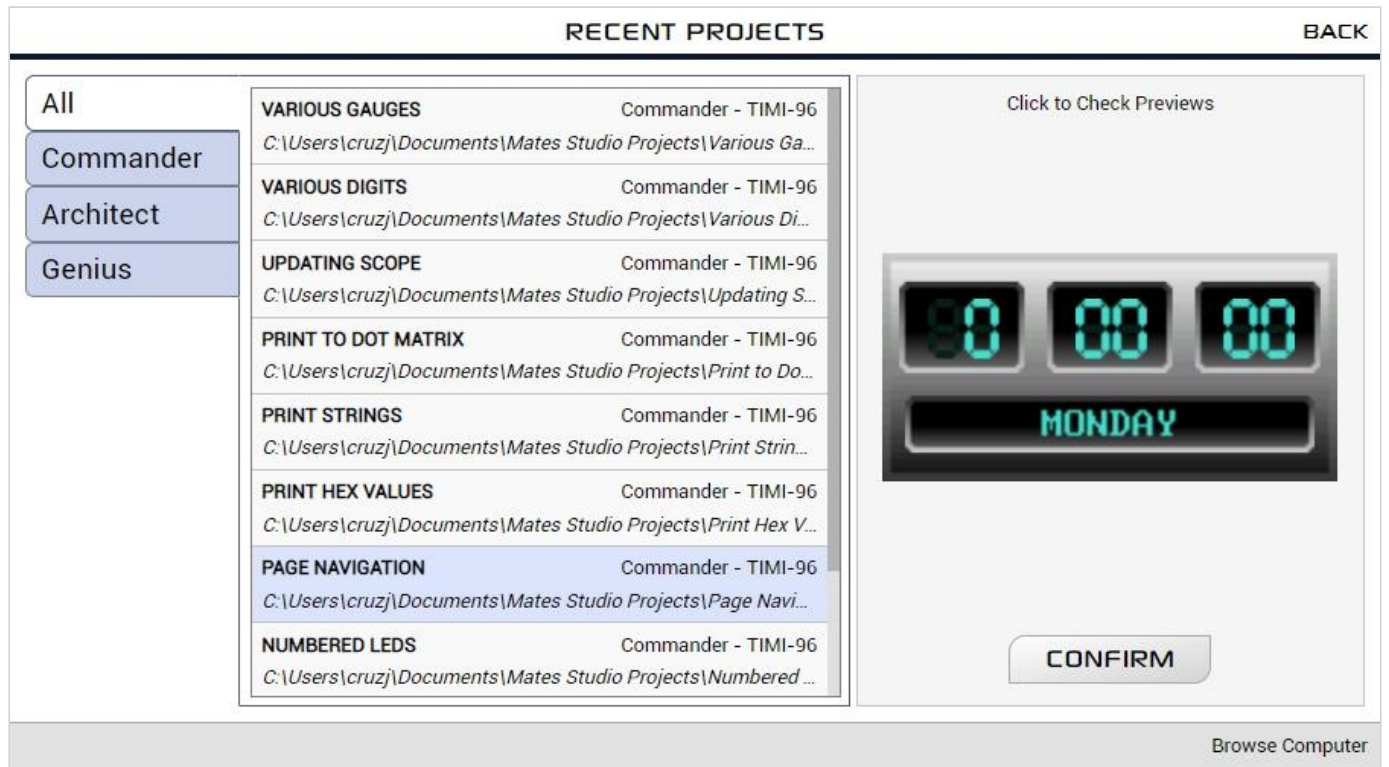 RECENT PROJECTS
BACK
All
Commander
Architect
Genius
VARIOUS GAUGES Commander - TIMI-96
C:\Users\cruzj\Documents\Mates Studio Projects\Various Ga...
VARIOUS DIGITS Commander - TIMI-96
C:\Users\cruzj\Documents\Mates Studio Projects\Various Di...
UPDATING SCOPE Commander - TIMI-96
C:\Users\cruzj\Documents\Mates Studio Projects\Updating S...
PRINT TO DOT MATRIX Commander - TIMI-96
C:\Users\cruzj\Documents\Mates Studio Projects\Print to Do...
PRINT STRINGS Commander - TIMI-96
C:\Users\cruzj\Documents\Mates Studio Projects\Print Strin...
PRINT HEX VALUES Commander - TIMI-96
C:\Users\cruzj\Documents\Mates Studio Projects\Print Hex V...
PAGE NAVIGATION Commander - TIMI-96
C:\Users\cruzj\Documents\Mates Studio Projects\Page Navi...
NUMBERED LEDS Commander - TIMI-96
C:\Users\cruzj\Documents\Mates Studio Projects\Numbered ...
Click to Check Previews
0 00 00
MONDAY
CONFIRM
Browse Computer